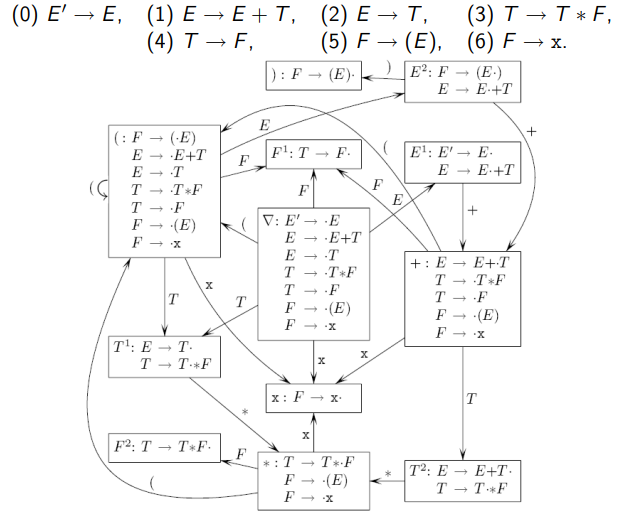 (0) E′ → E, (1) E → E + T, (2) E → T, (3) T → T ∗ F,
(4) T → F, (5) F → (E), (6) F → x.
) : F → (E)·
)
E²: F → (E·)
E → E·+T
E
+
( : F → (·E)
E → ·E+T
E → ·T
T → ·T∗F
T → ·F
F → ·(E)
F → ·x
(
F
F¹: T → F·
(
E¹: E′ → E·
E → E·+T
F
F
E
+
(
∇: E′ → ·E
E → ·E+T
E → ·T
T → ·T∗F
T → ·F
F → ·(E)
F → ·x
+ : E → E+·T
T → ·T∗F
T → ·F
F → ·(E)
F → ·x
T
x
T
T¹: E → T·
T → T·∗F
x
x
T
x : F → x·
∗
x
F²: T → T∗F·
F
∗ : T → T∗·F
F → ·(E)
F → ·x
(
∗
T²: E → E+T·
T → T·∗F